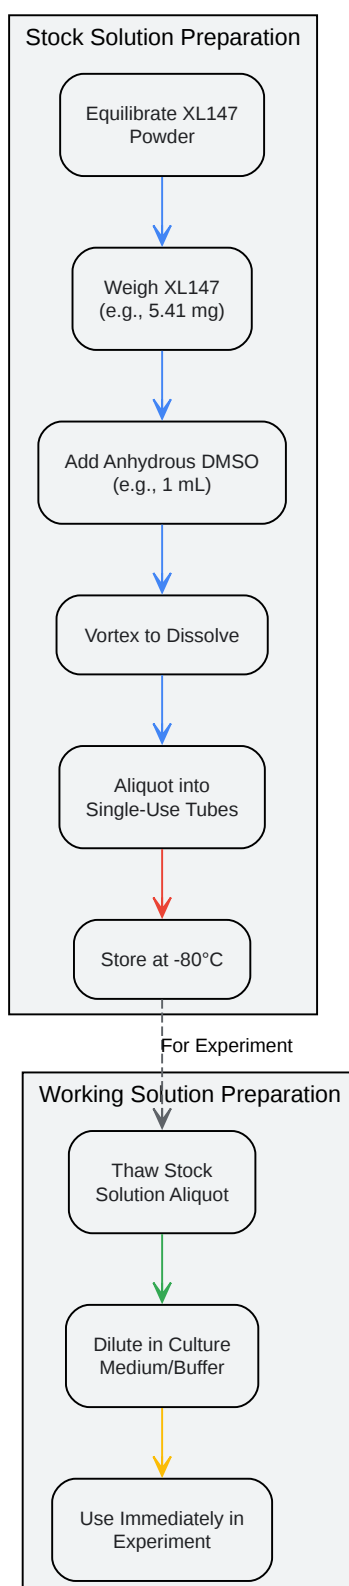 Stock Solution Preparation
Equilibrate XL147
Powder
Weigh XL147
(e.g., 5.41 mg)
Add Anhydrous DMSO
(e.g., 1 mL)
Vortex to Dissolve
Aliquot into
Single-Use Tubes
Store at -80°C
For Experiment
Working Solution Preparation
Thaw Stock
Solution Aliquot
Dilute in Culture
Medium/Buffer
Use Immediately in
Experiment